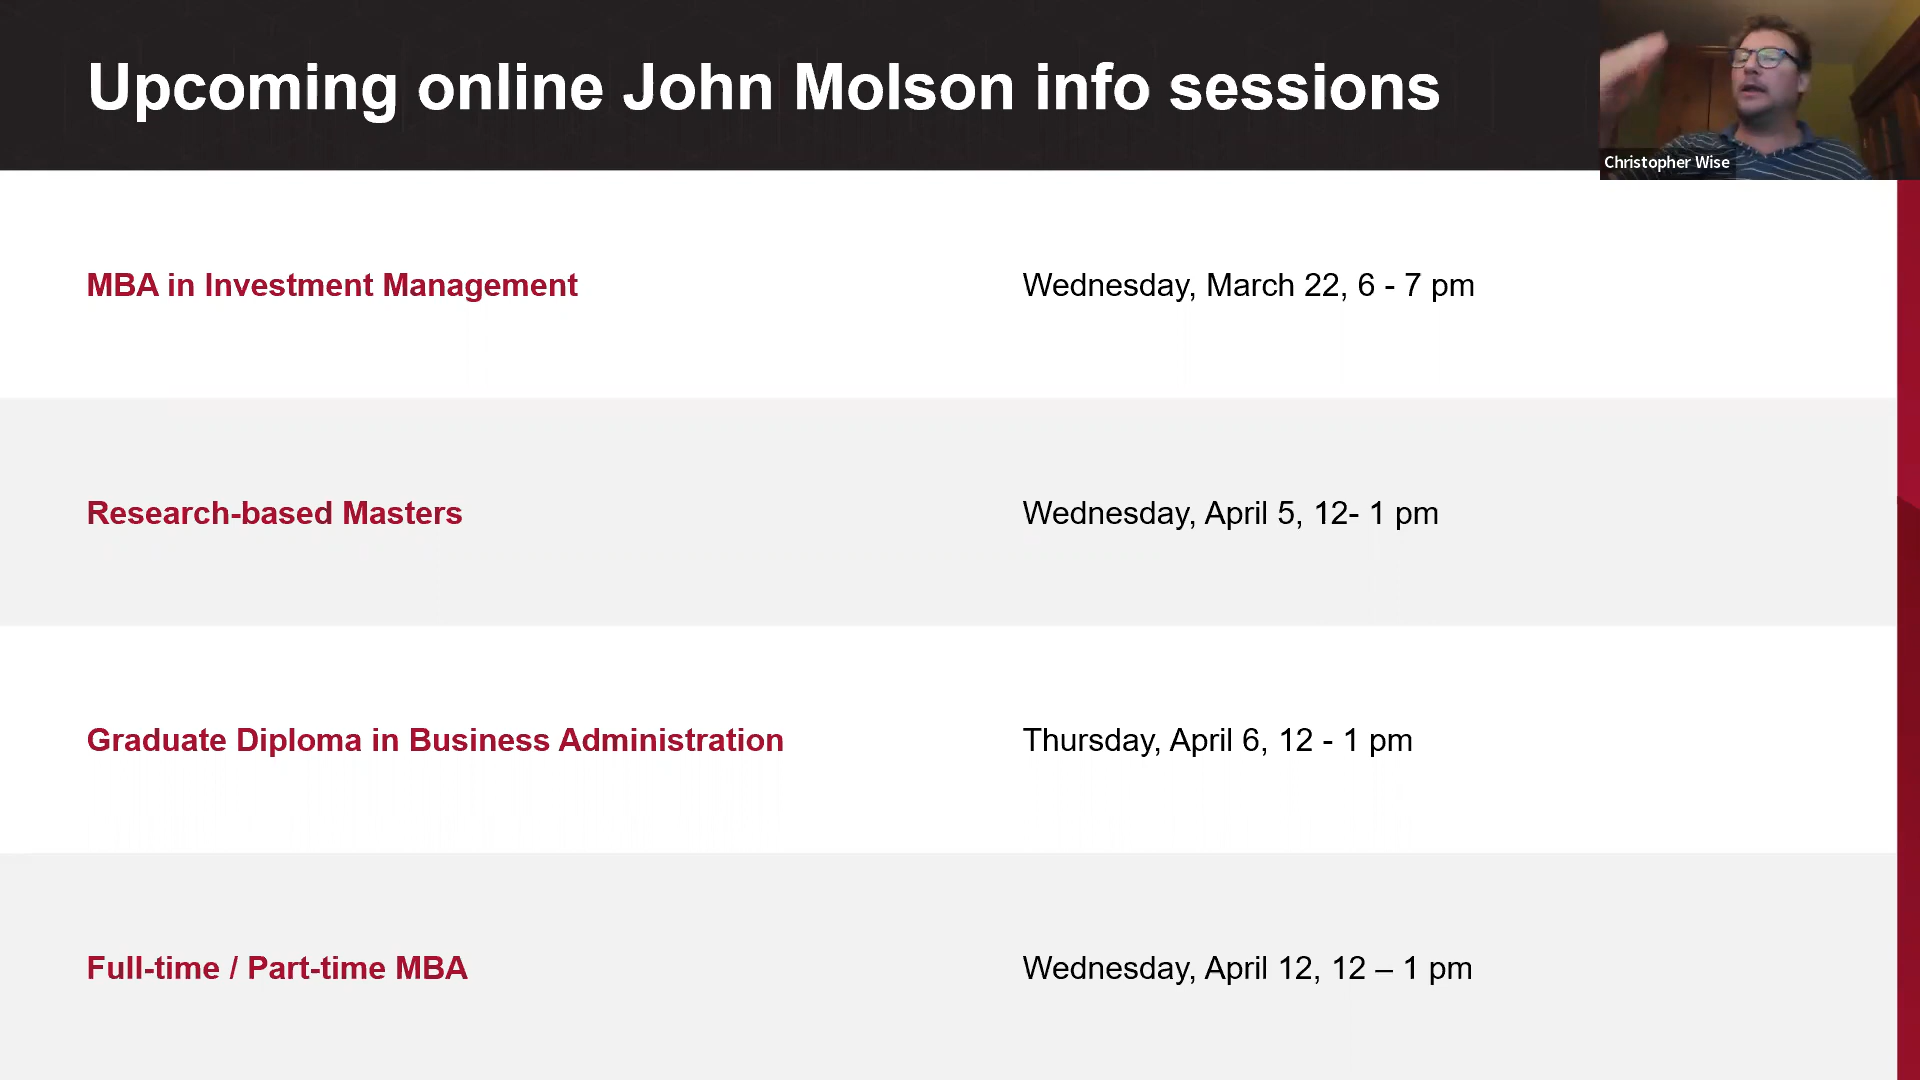 Upcoming online John Molson info sessions
Christopher Wise
MBA in Investment Management
Wednesday, March 22, 6 - 7 pm
Research-based Masters
Wednesday, April 5, 12- 1 pm
Graduate Diploma in Business Administration
Thursday, April 6, 12 - 1 pm
Full-time / Part-time MBA
Wednesday, April 12, 12 – 1 pm